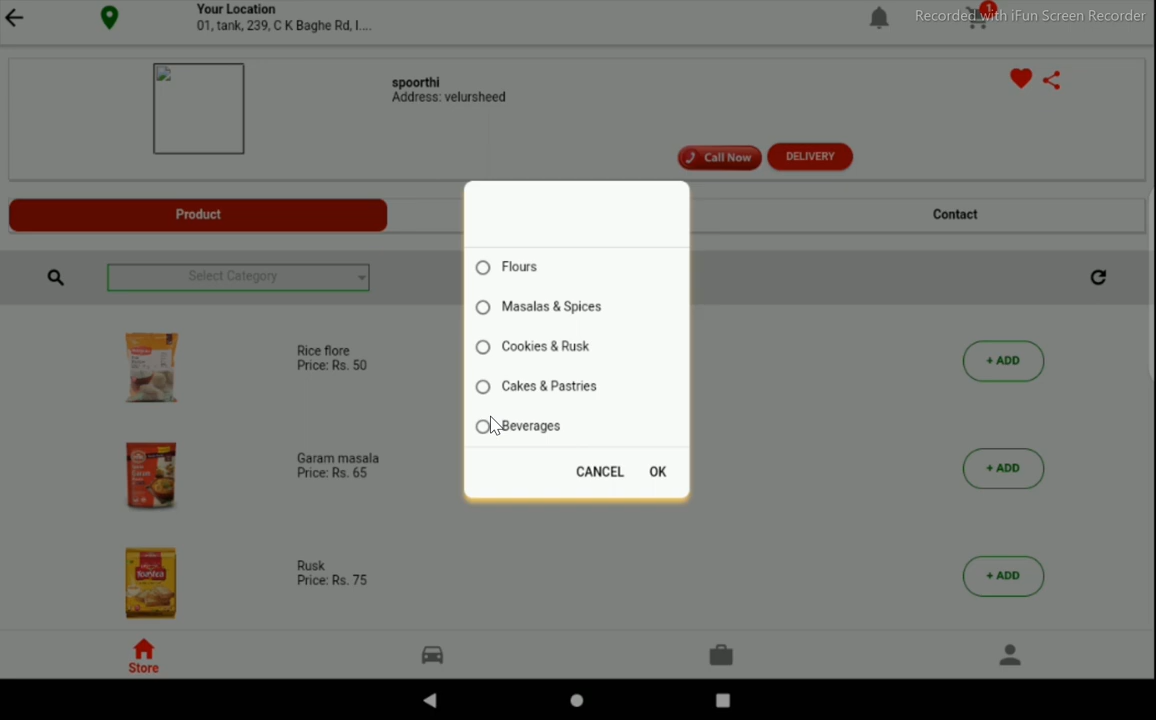 Your Location
01, tank, 239, C K Baghe Rd, I....
Recorded with iFun Screen Recorder
1
spoorthi
Address: velursheed
Call Now
DELIVERY
Product
Contact
Select Category
Flours
Masalas & Spices
Cookies & Rusk
Cakes & Pastries
Beverages
CANCEL
OK
Rice flore
Price: Rs. 50
+ ADD
Garam masala
Price: Rs. 65
+ ADD
Rusk
Price: Rs. 75
+ ADD
Store